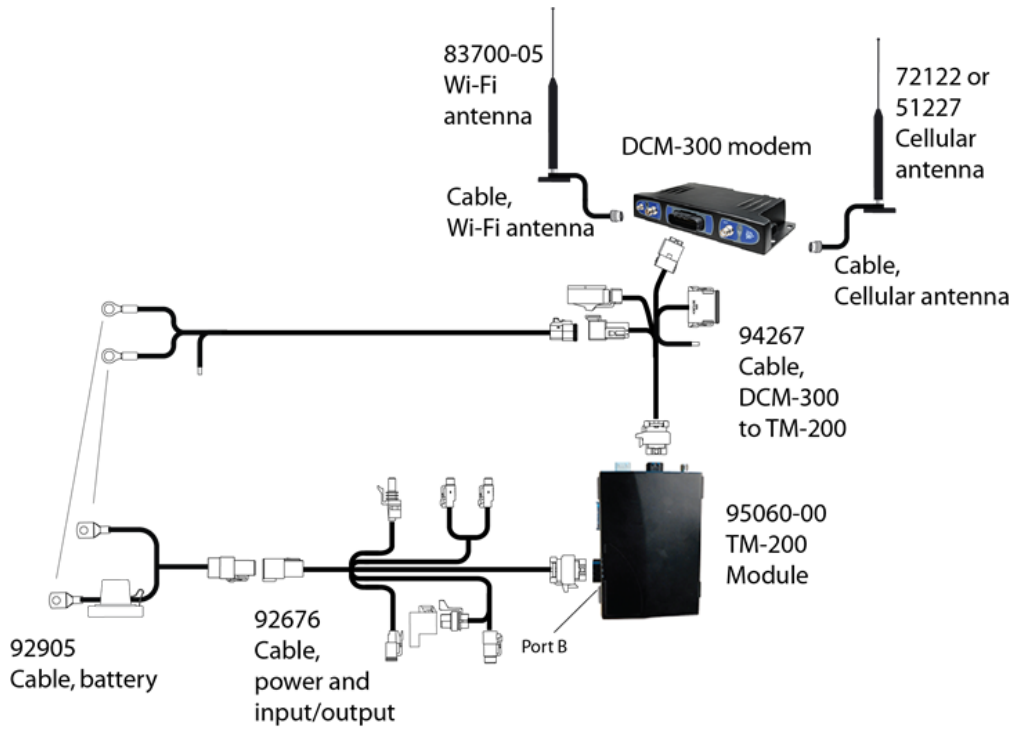 83700-05
Wi-Fi
antenna
72122 or
51227
Cellular
antenna
DCM-300 modem
Cable,
Wi-Fi antenna
Cable,
Cellular antenna
94267
Cable,
DCM-300
to TM-200
95060-00
TM-200
Module
Port B
92905
Cable, battery
92676
Cable,
power and
input/output